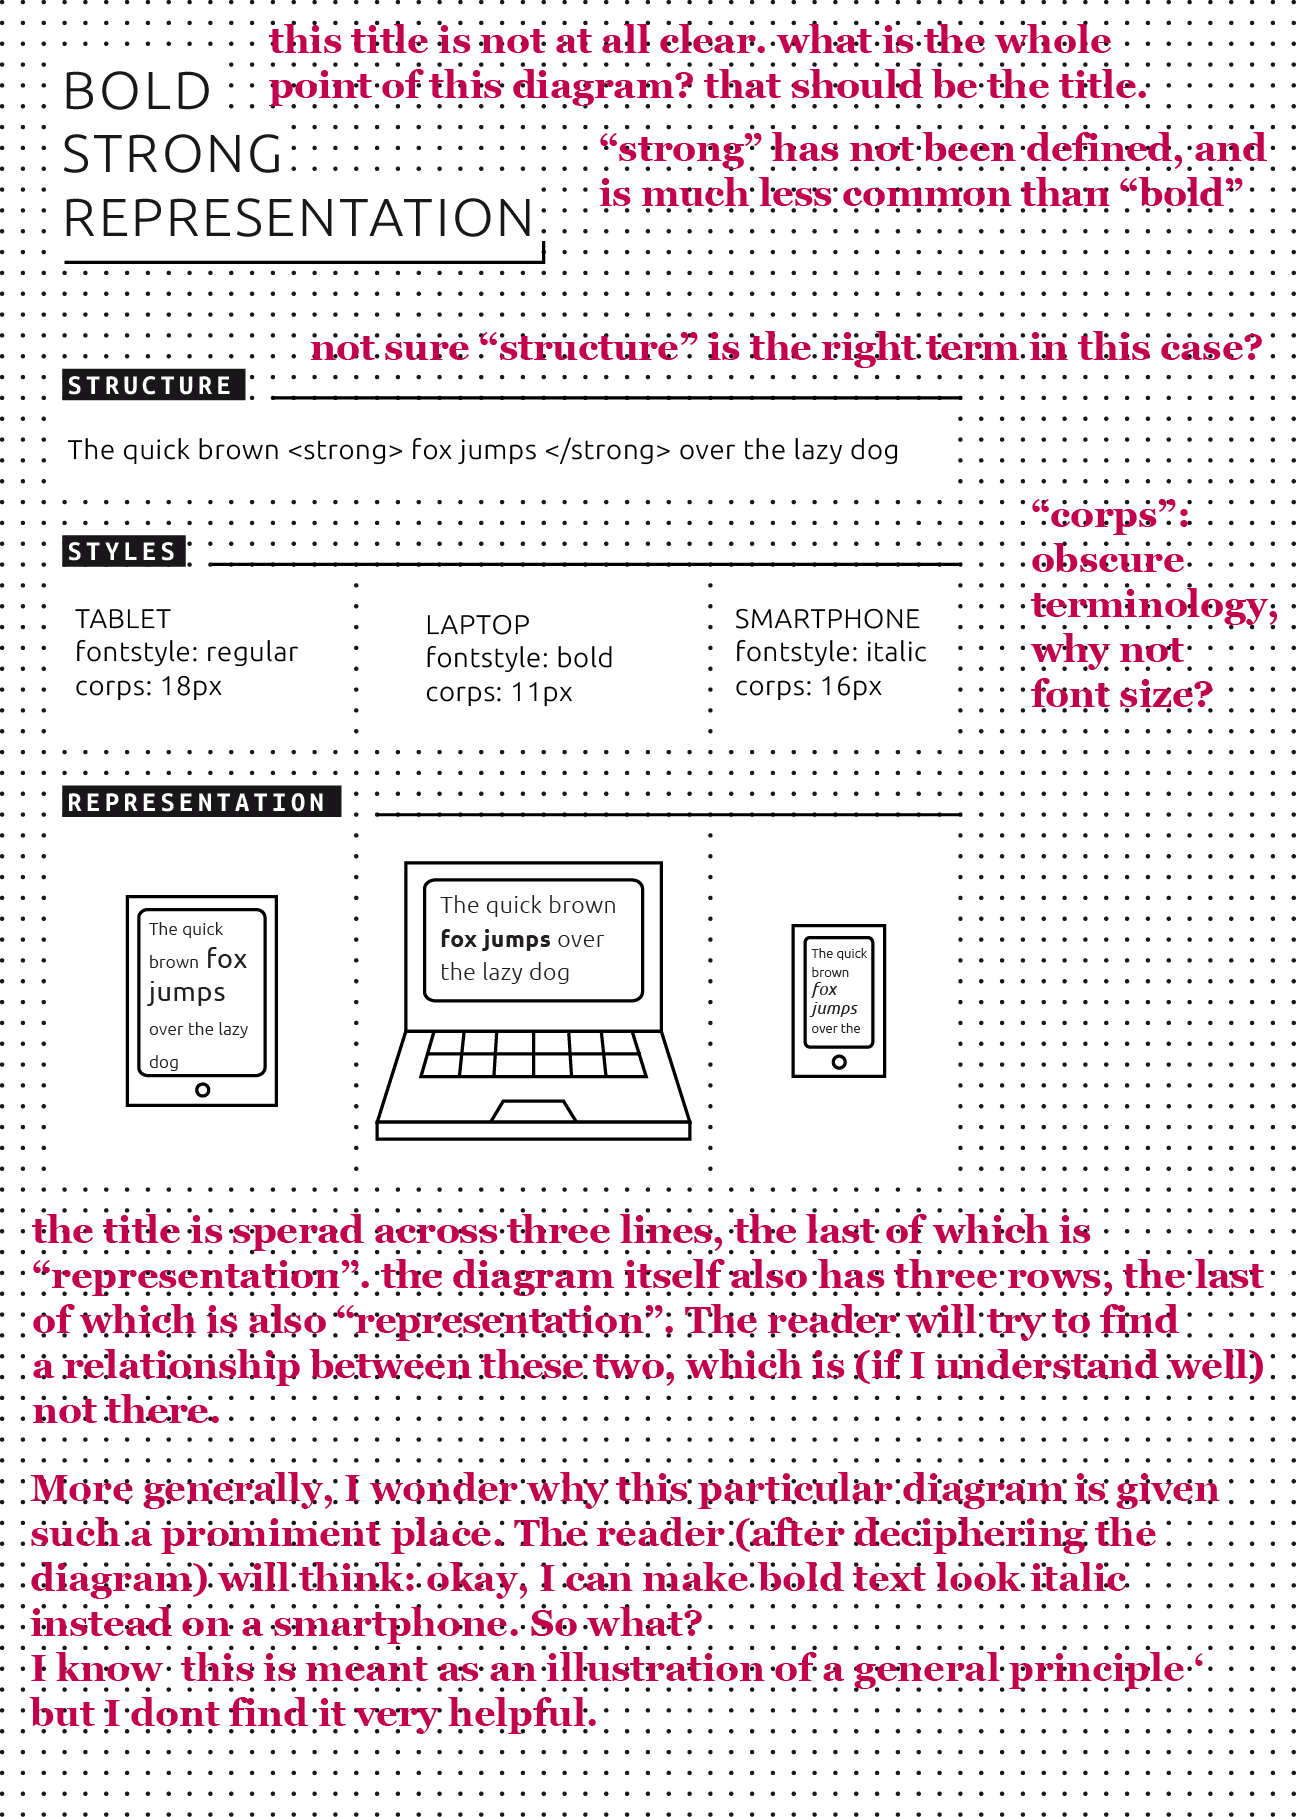 this title is not at all clear. what is the whole
point of this diagram? that should be the title.
BOLD
STRONG
REPRESENTATION
“strong” has not been defined, and
is much less common than “bold”
not sure “structure” is the right term in this case?
STRUCTURE
The quick brown <strong> fox jumps </strong> over the lazy dog
“corps”:
obscure
terminology,
why not
font size?
STYLES
TABLET
fontstyle: regular
corps: 18px
LAPTOP
fontstyle: bold
corps: 11px
SMARTPHONE
fontstyle: italic
corps: 16px
REPRESENTATION
The quick
brown fox
jumps
over the lazy
dog
The quick brown
fox jumps over
the lazy dog
The quick
brown
fox
jumps
over the
the title is sperad across three lines, the last of which is
“representation”. the diagram itself also has three rows, the last
of which is also “representation”. The reader will try to find
a relationship between these two, which is (if I understand well)
not there.
More generally, I wonder why this particular diagram is given
such a promiment place. The reader (after deciphering the
diagram) will think: okay, I can make bold text look italic
instead on a smartphone. So what?
I know this is meant as an illustration of a general principle ‘
but I dont find it very helpful.